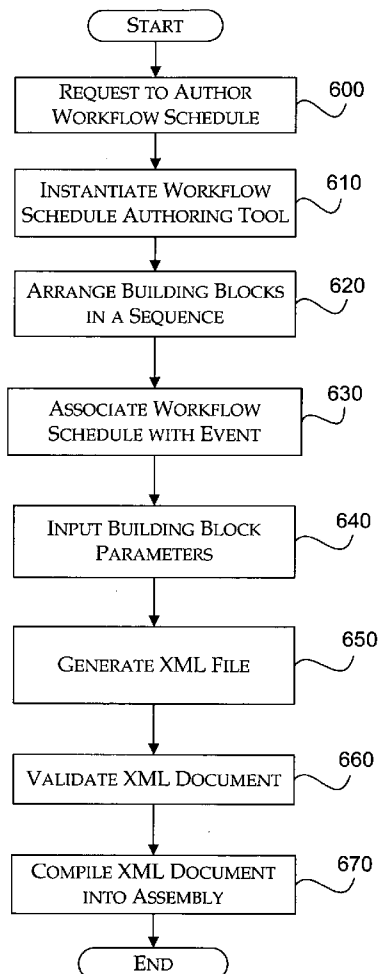 START
REQUEST TO AUTHOR
WORKFLOW SCHEDULE
600
INSTANTIATE WORKFLOW
SCHEDULE AUTHORING TOOL
610
ARRANGE BUILDING BLOCKS
IN A SEQUENCE
620
ASSOCIATE WORKFLOW
SCHEDULE WITH EVENT
630
INPUT BUILDING BLOCK
PARAMETERS
640
GENERATE XML FILE
650
VALIDATE XML DOCUMENT
660
COMPILE XML DOCUMENT
INTO ASSEMBLY
670
END